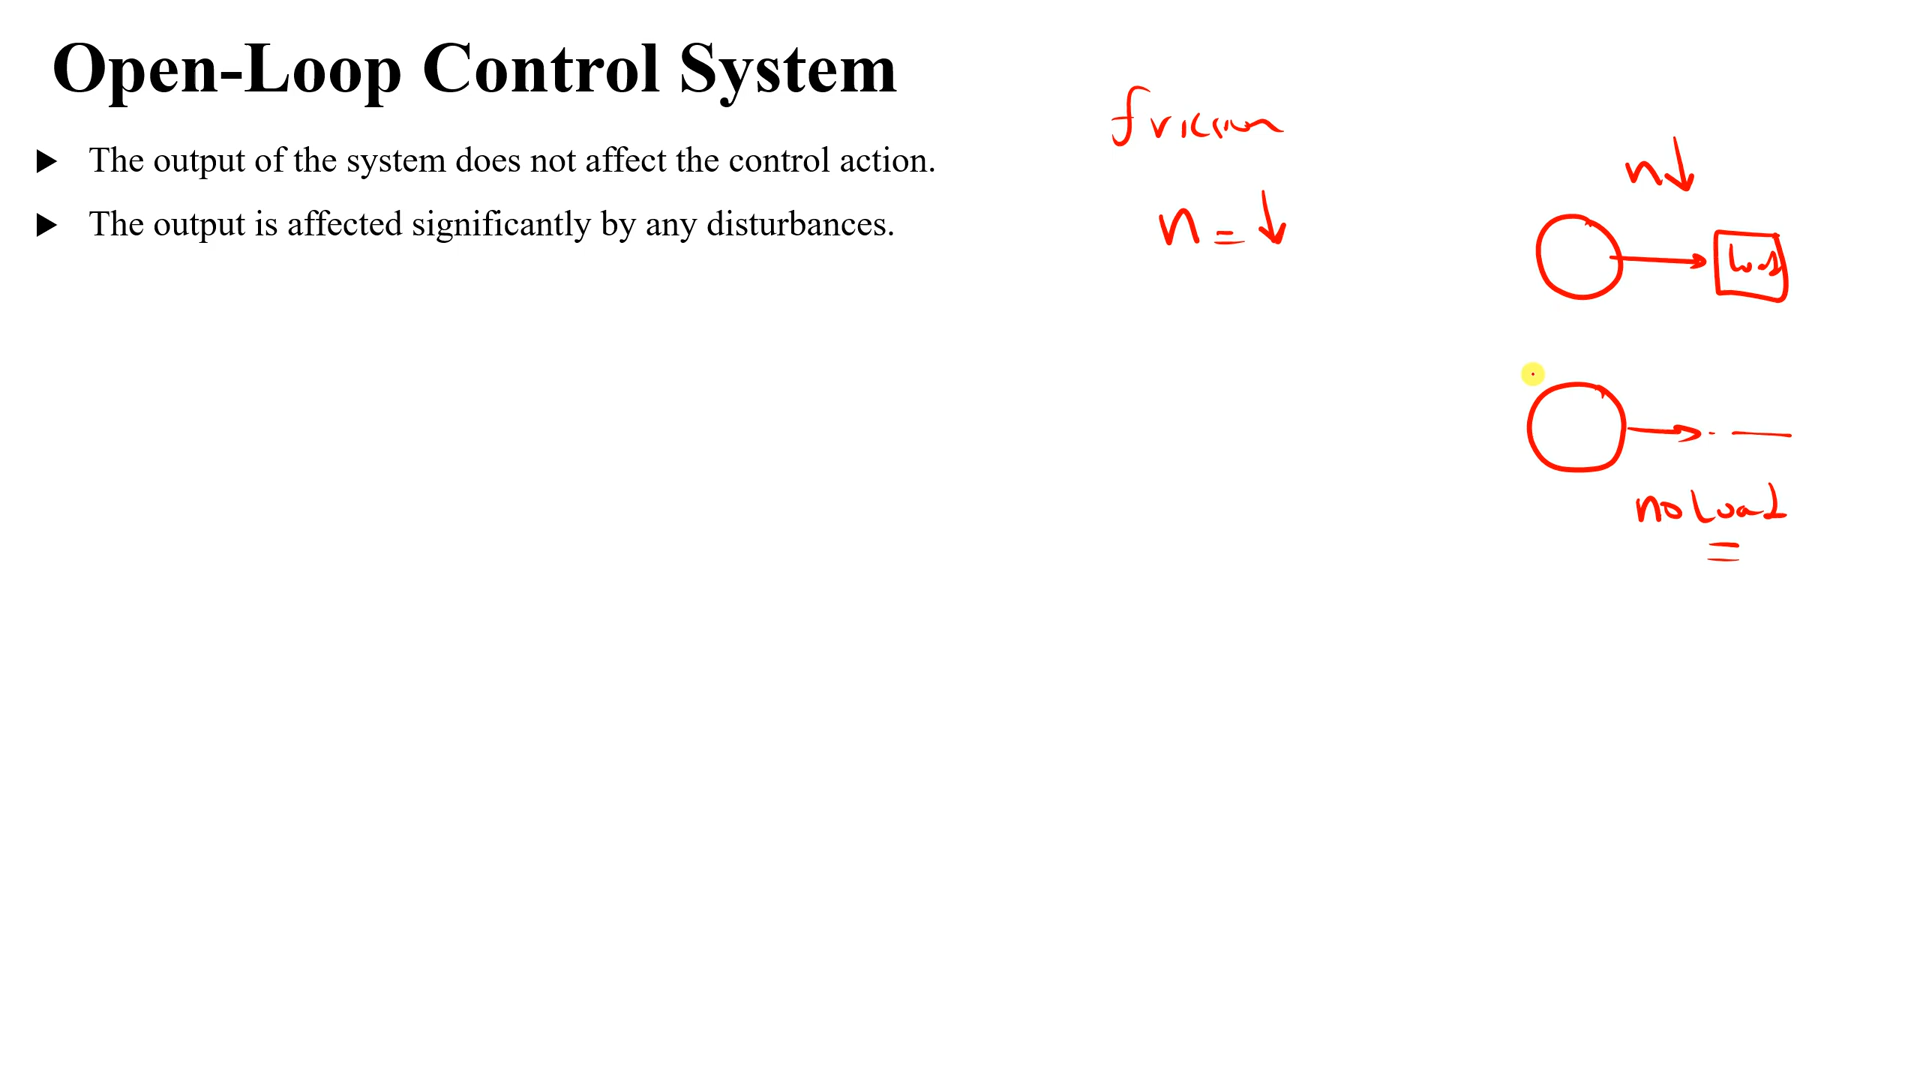 Open-Loop Control System
▶ The output of the system does not affect the control action.
▶ The output is affected significantly by any disturbances.
n = ↓
n↓
load
no load
=